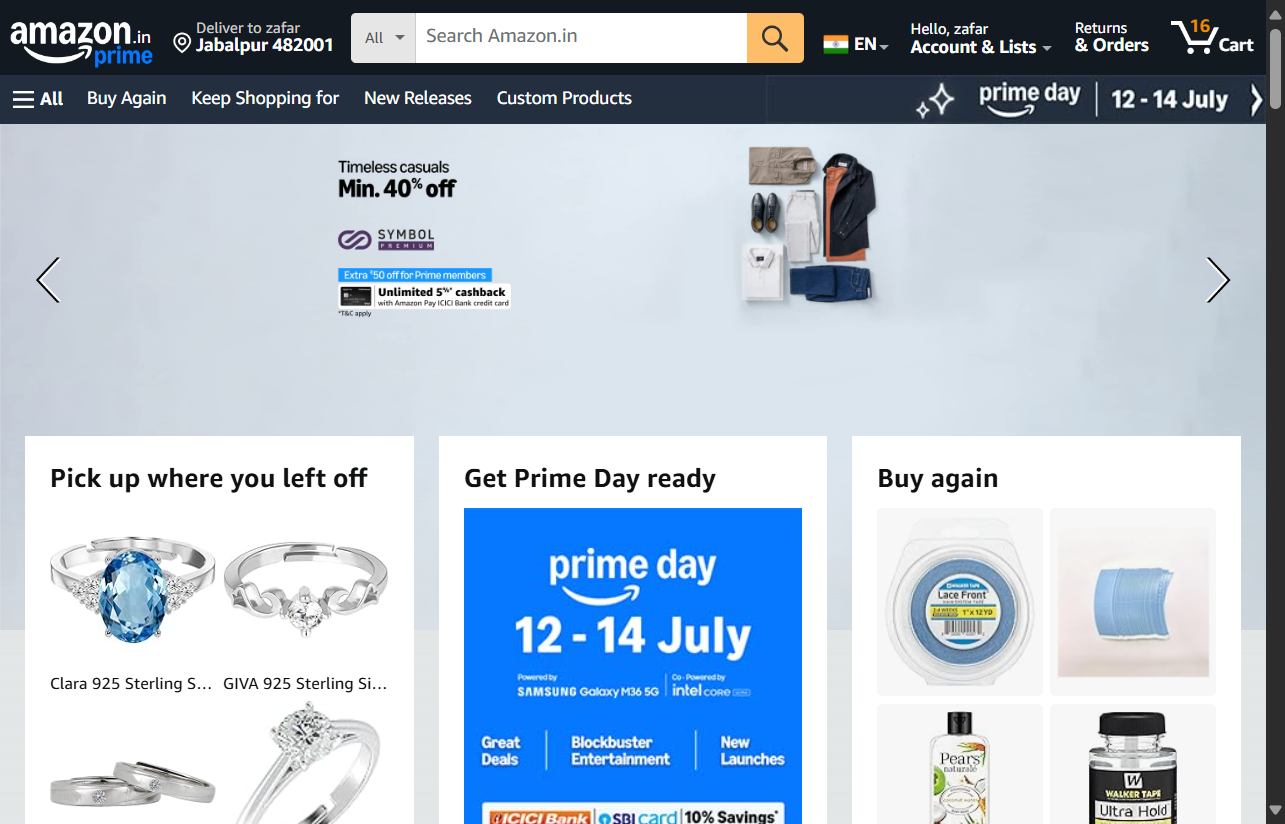 amazon.in
prime
Deliver to zafar
Jabalpur 482001
All
Search Amazon.in
EN
Hello, zafar
Account & Lists
Returns
& Orders
16
Cart
All
Buy Again
Keep Shopping for
New Releases
Custom Products
prime day
12 - 14 July
Timeless casuals
Min. 40% off
SYMBOL
PREMIUM
Extra ₹50 off for Prime members
Unlimited 5%* cashback
with Amazon Pay ICICI Bank credit card
*T&C apply
Pick up where you left off
Clara 925 Sterling S...
GIVA 925 Sterling Si...
Get Prime Day ready
prime day
12 - 14 July
Powered by
SAMSUNG Galaxy M36 5G
Co - Powered by
intel core
Great
Deals
Blockbuster
Entertainment
New
Launches
ICICI Bank
SBI card
10% Savings*
Buy again
WALKER TAPE
Lace Front
1" x 12 YD
Pears
naturale
W
WALKER TAPE
Ultra Hold